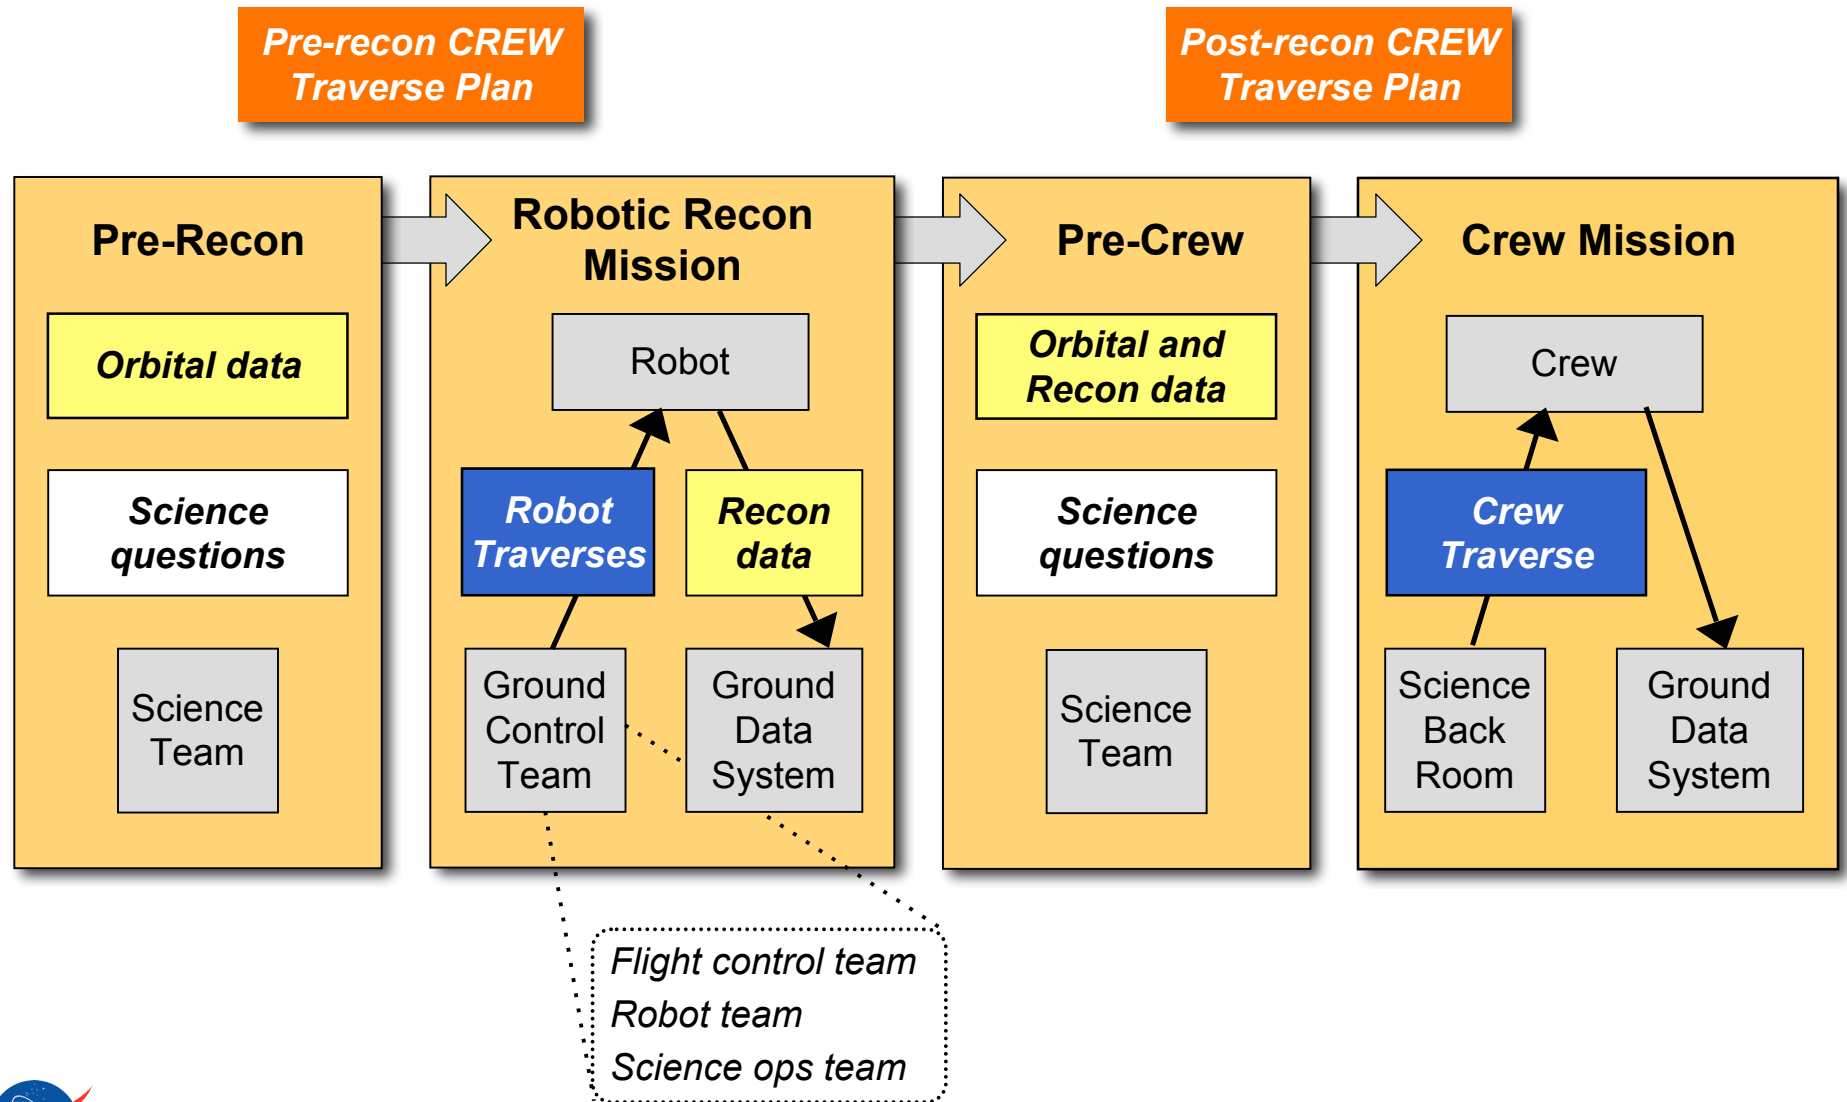 Pre-recon CREW
Traverse Plan
Post-recon CREW
Traverse Plan
Pre-Recon
Orbital data
Science
questions
Science
Team
Robotic Recon
Mission
Robot
Robot
Traverses
Recon
data
Ground
Control
Team
Ground
Data
System
Flight control team
Robot team
Science ops team
Pre-Crew
Orbital and
Recon data
Science
questions
Science
Team
Crew Mission
Crew
Crew
Traverse
Science
Back
Room
Ground
Data
System